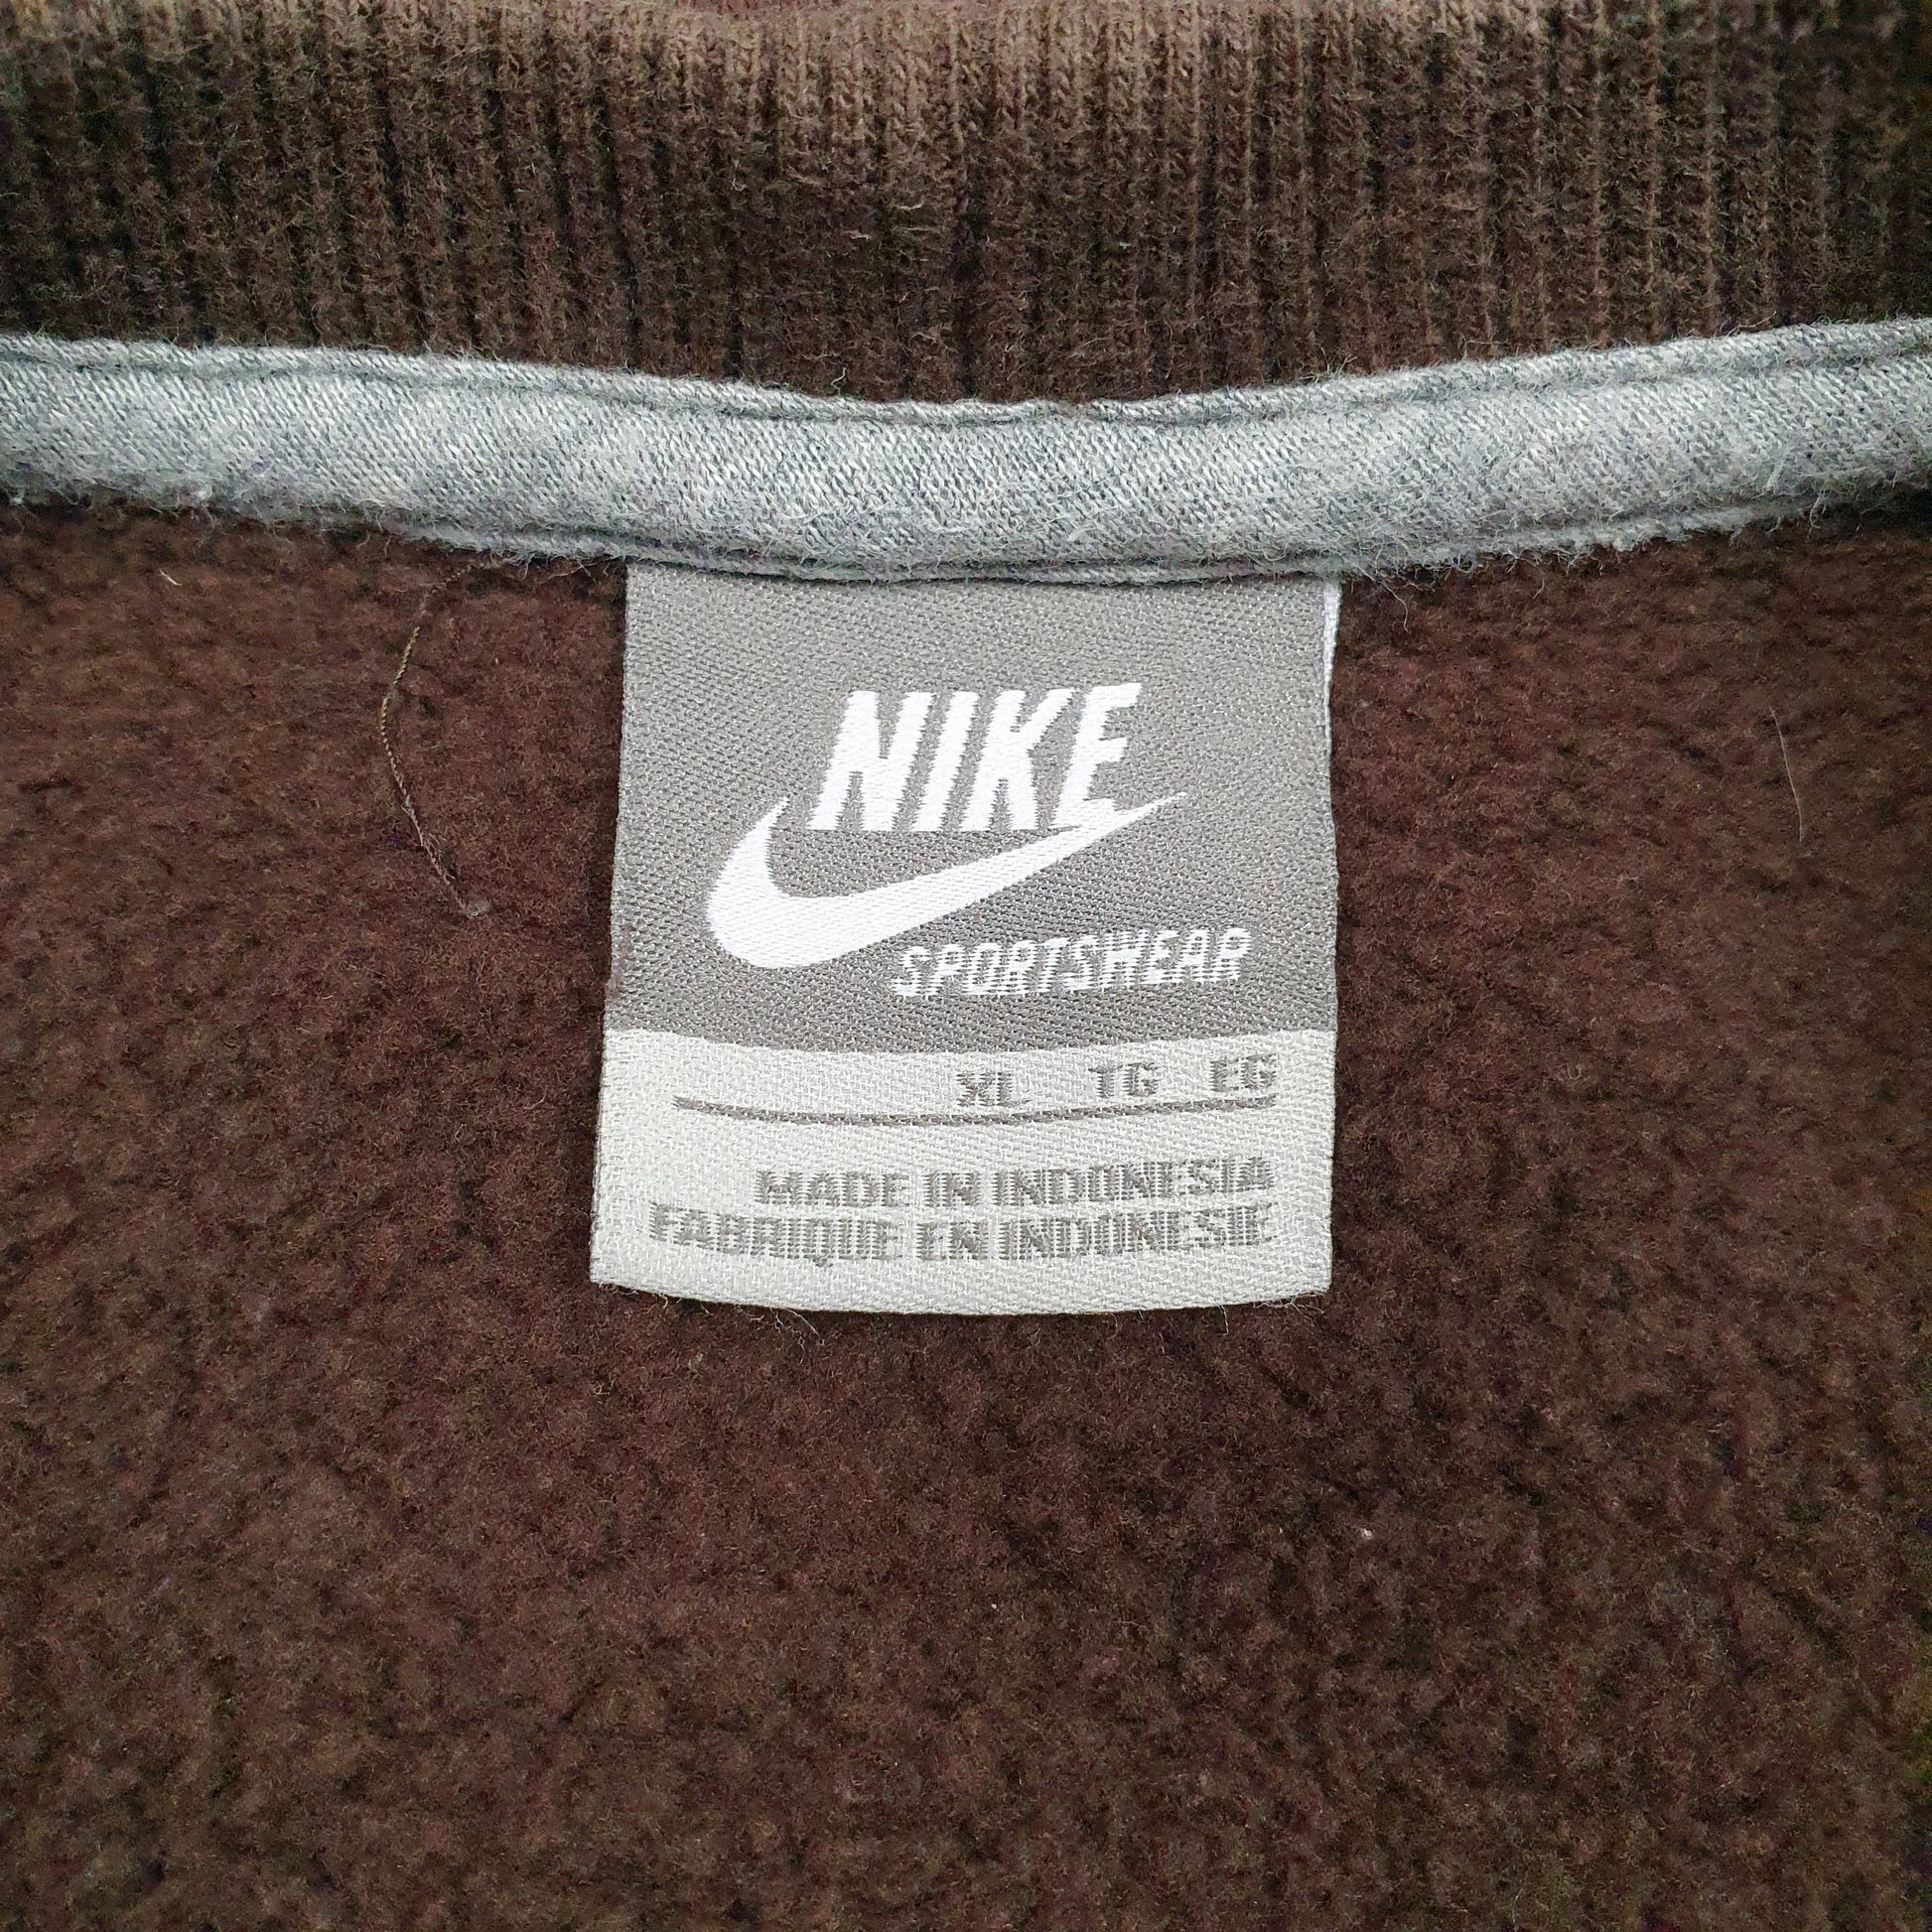 NIKE
SPORTSWEAR
XL TG EG
MADE IN INDONESIA
FABRIQUE EN INDONESIE